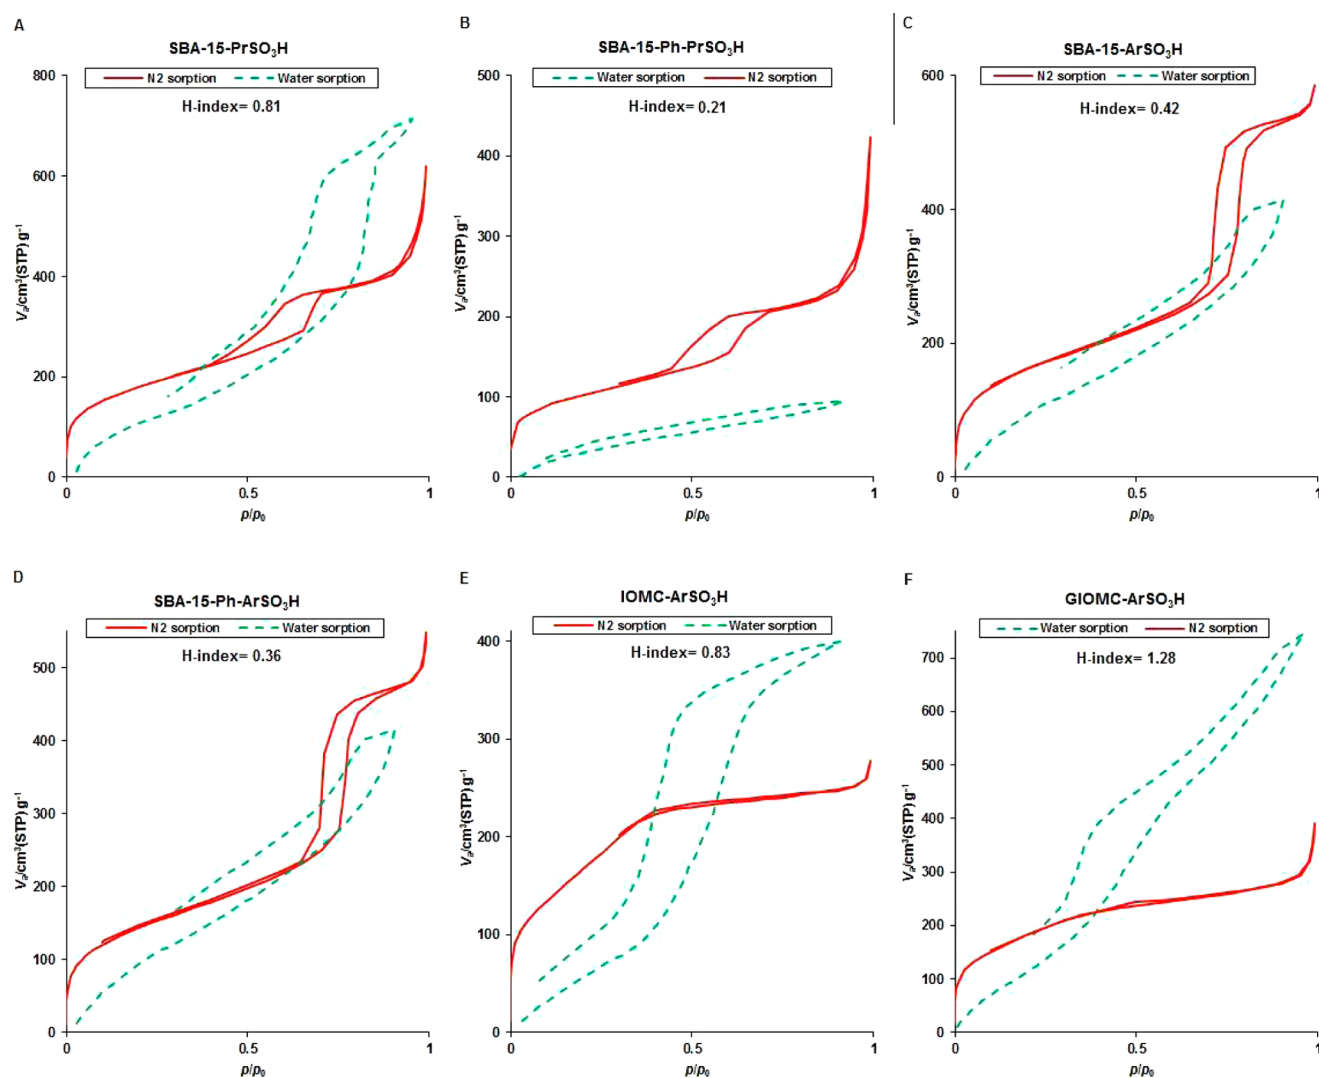 A
SBA-15-PrSO₃H
N2 sorption Water sorption
H-index= 0.81
800
600
400
200
0
Vₐ/cm³(STP) g⁻¹
0 0.5 1
p/p₀
B
SBA-15-Ph-PrSO₃H
Water sorption N2 sorption
H-index= 0.21
500
400
300
200
100
0
Vₐ/cm³(STP) g⁻¹
0 0.5 1
p/p₀
C
SBA-15-ArSO₃H
N2 sorption Water sorption
H-index= 0.42
600
400
200
0
Vₐ/cm³(STP) g⁻¹
0 0.5 1
p/p₀
D
SBA-15-Ph-ArSO₃H
N2 sorption Water sorption
H-index= 0.36
500
400
300
200
100
0
Vₐ/cm³(STP) g⁻¹
0 0.5 1
p/p₀
E
IOMC-ArSO₃H
N2 sorption Water sorption
H-index= 0.83
400
300
200
100
0
Vₐ/cm³(STP) g⁻¹
0 0.5 1
p/p₀
F
GIOMC-ArSO₃H
Water sorption N2 sorption
H-index= 1.28
700
600
500
400
300
200
100
0
Vₐ/cm³(STP) g⁻¹
0 0.5 1
p/p₀